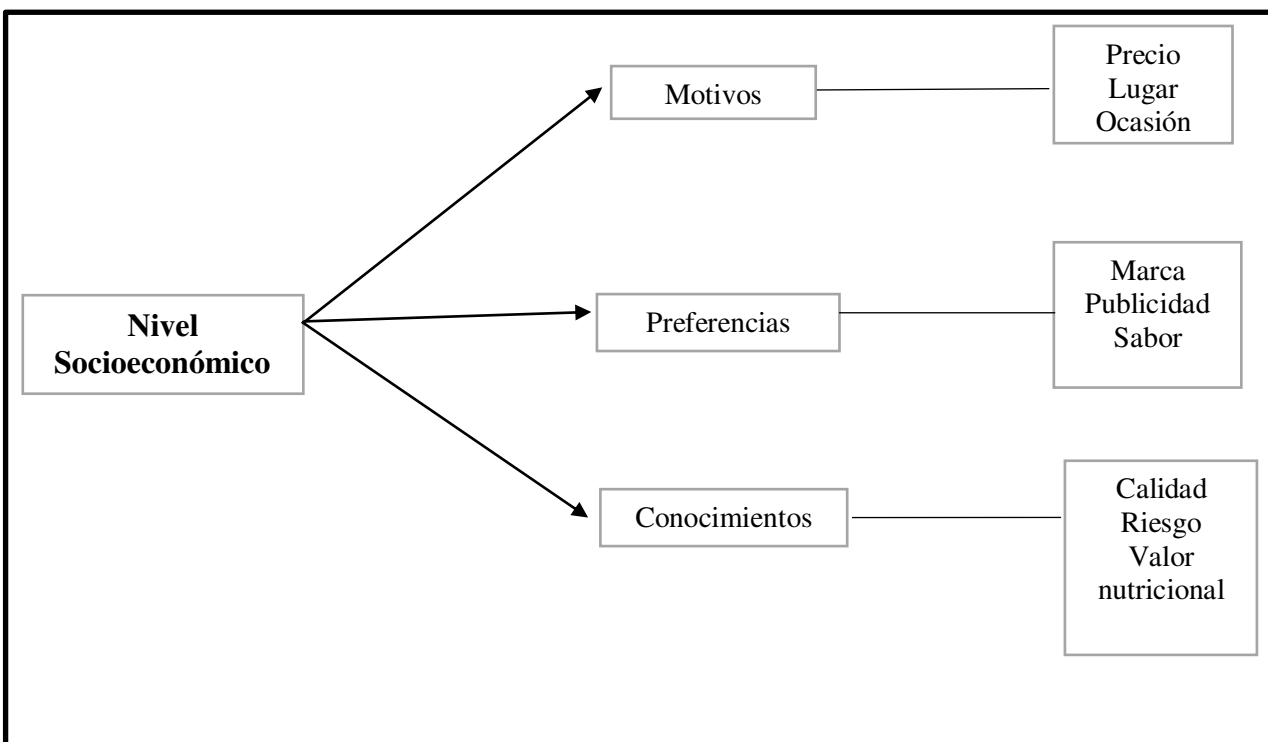 Nivel
Socioeconómico
Motivos
Precio
Lugar
Ocasión
Preferencias
Marca
Publicidad
Sabor
Conocimientos
Calidad
Riesgo
Valor
nutricional